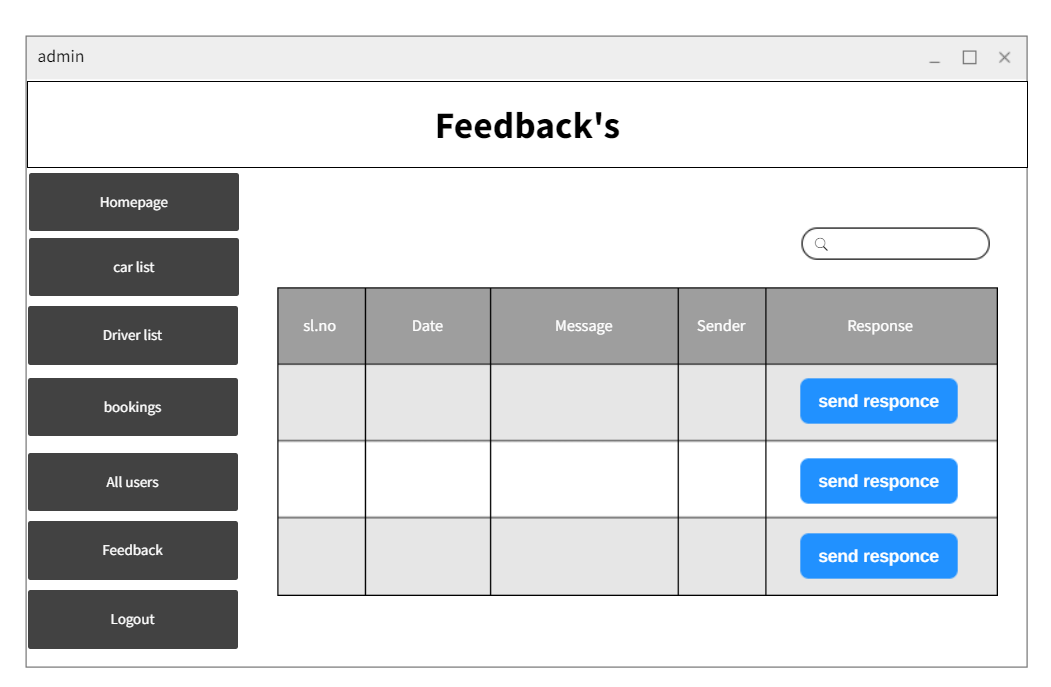 admin
Feedback's
Homepage
car list
Driver list
bookings
All users
Feedback
Logout
sl.no Date Message Sender Response
send responce
send responce
send responce